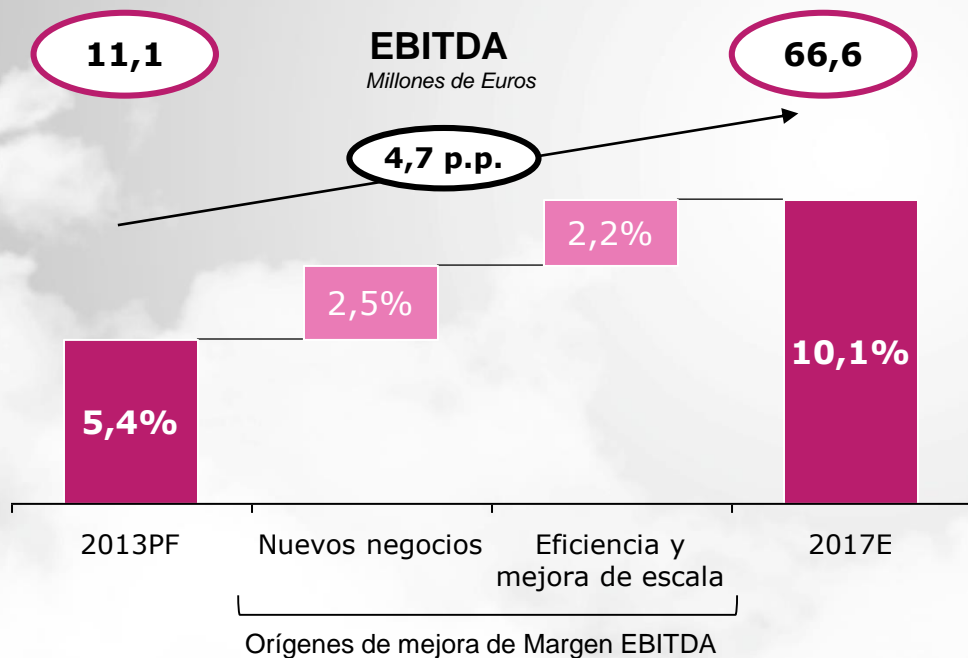 11,1
EBITDA
Millones de Euros
66,6
4,7 p.p.
2,2%
2,5%
10,1%
5,4%
2013PF
Nuevos negocios
Eficiencia y
mejora de escala
2017E
Orígenes de mejora de Margen EBITDA